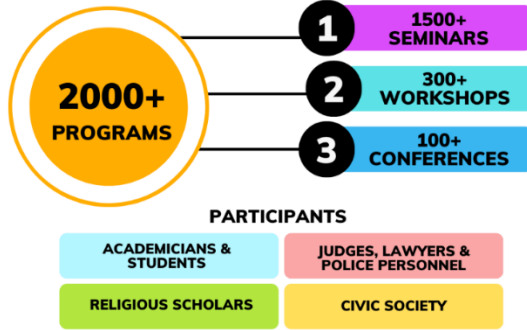 2000+
PROGRAMS
1
1500+
SEMINARS
2
300+
WORKSHOPS
3
100+
CONFERENCES
PARTICIPANTS
ACADEMICIANS &
STUDENTS
JUDGES, LAWYERS &
POLICE PERSONNEL
RELIGIOUS SCHOLARS
CIVIC SOCIETY